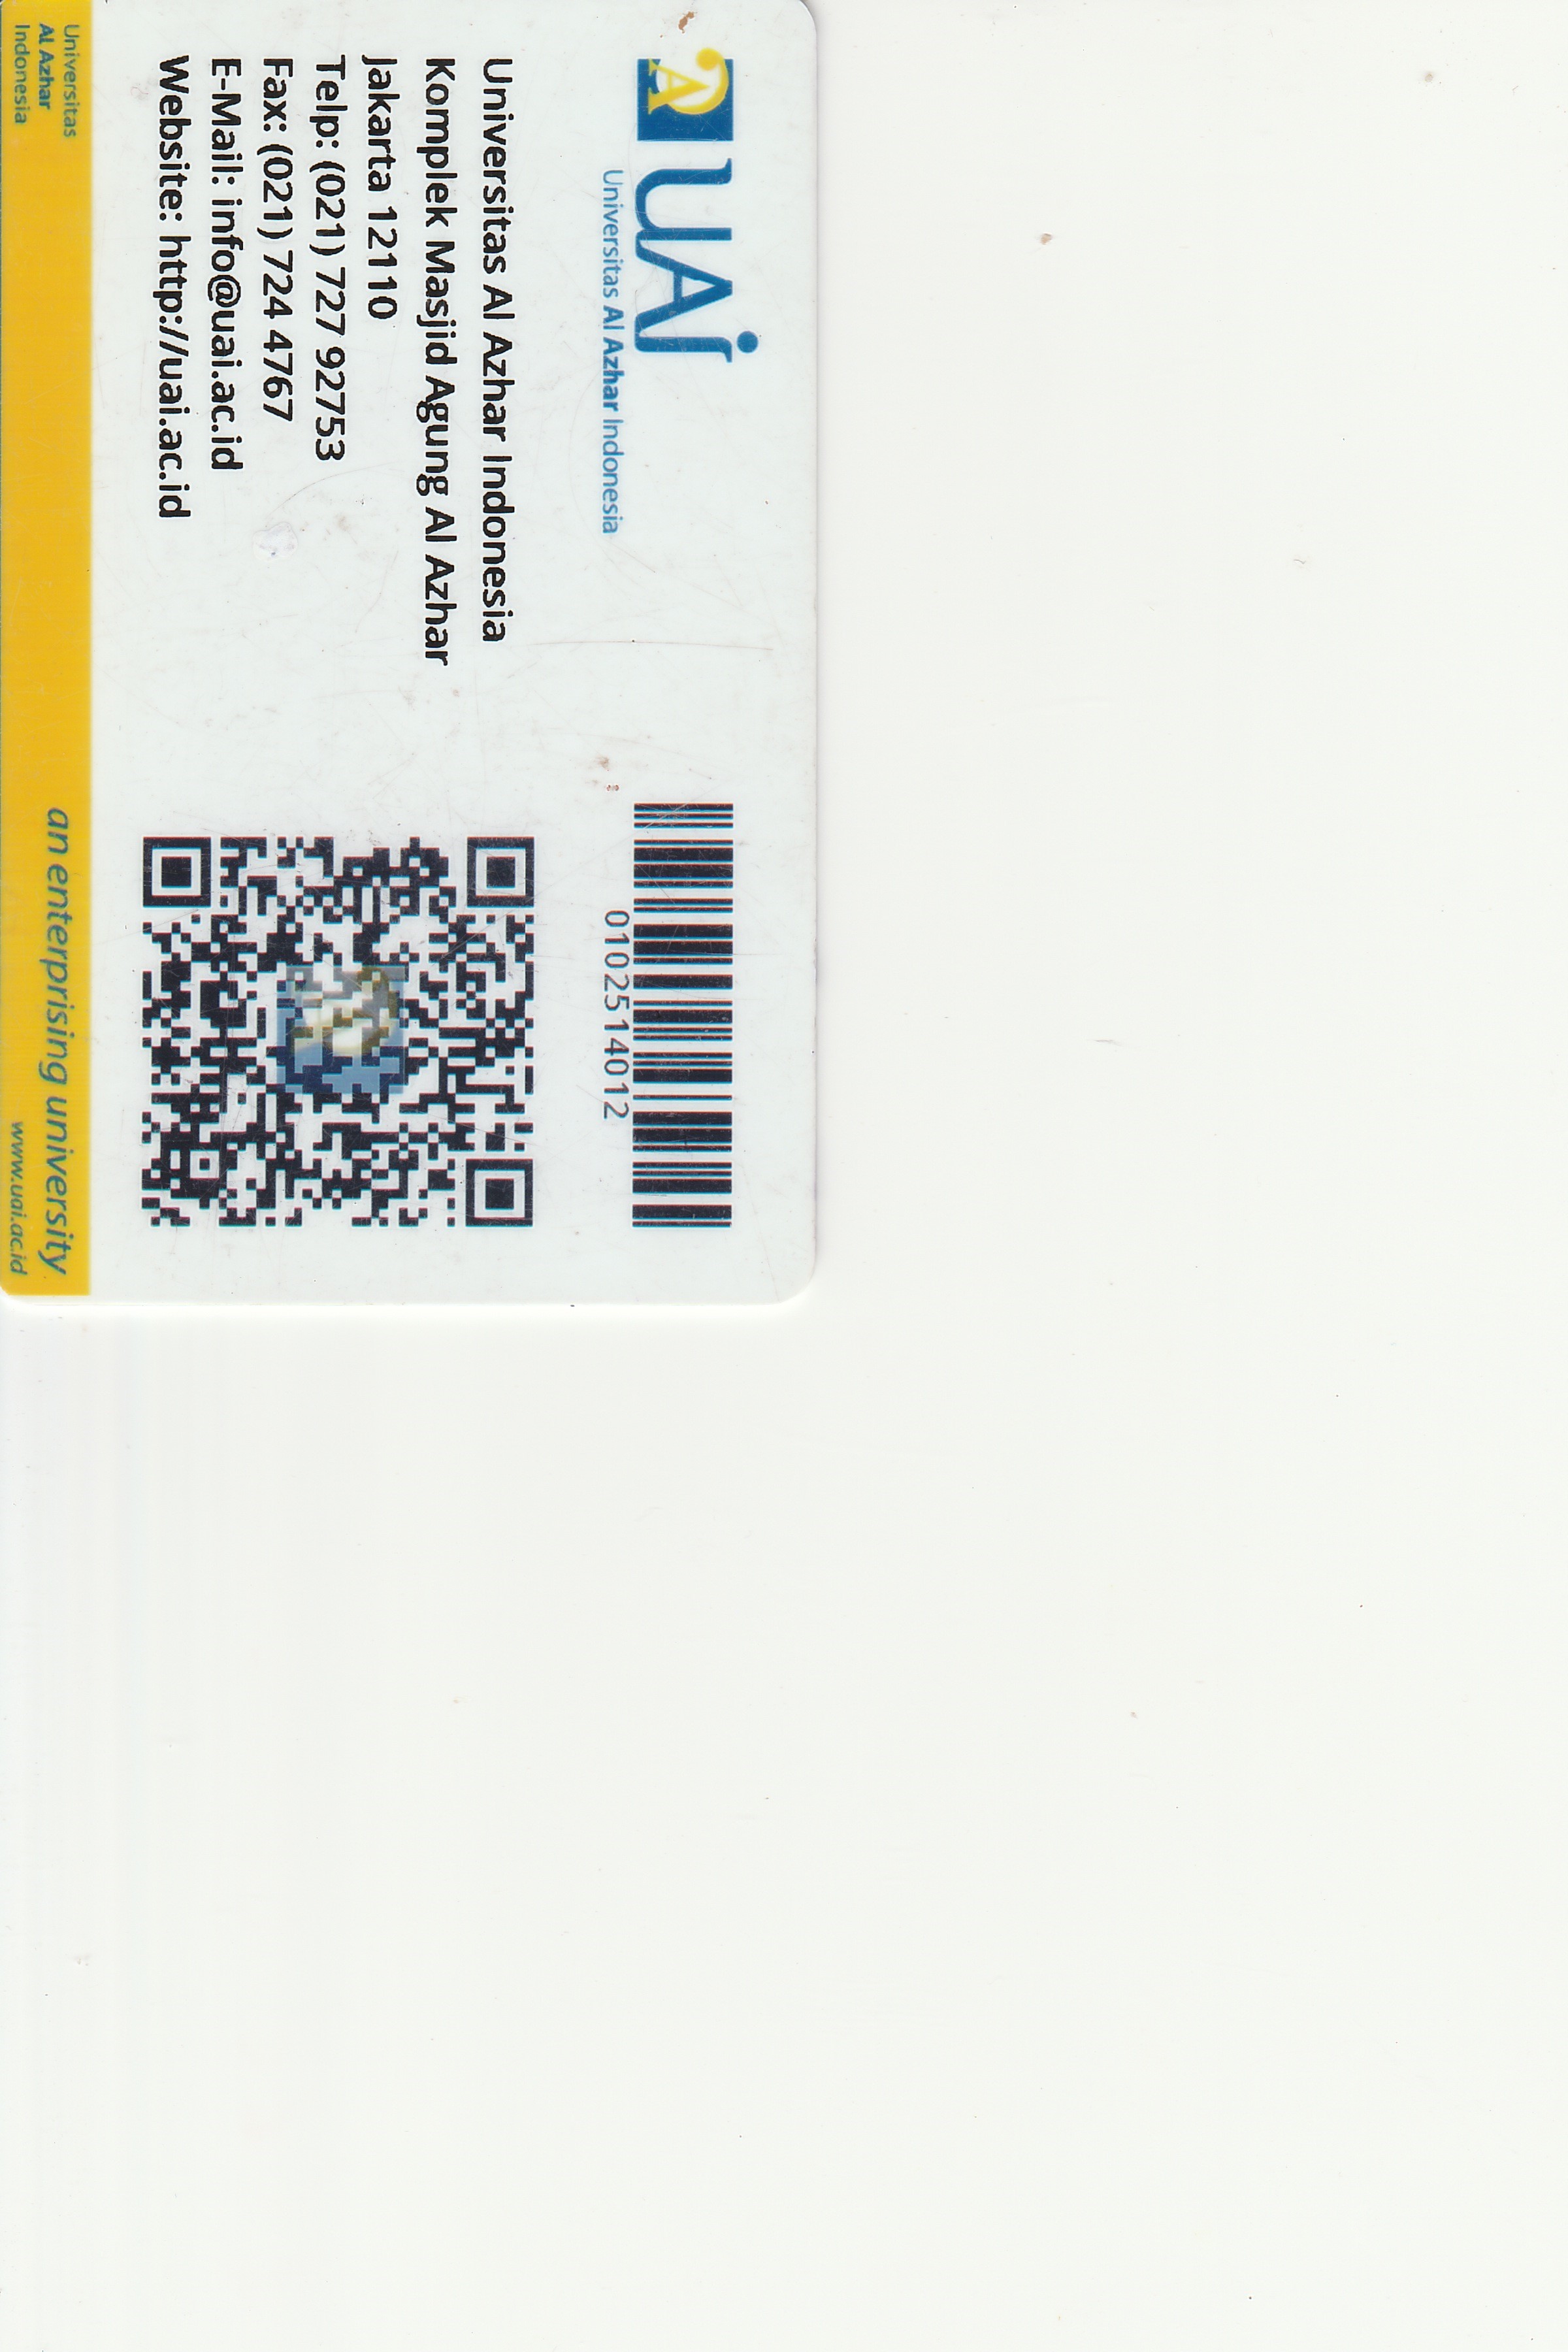 UAI
Universitas Al Azhar Indonesia
0102514012
Universitas Al Azhar Indonesia
Komplek Masjid Agung Al Azhar
Jakarta 12110
Telp: (021) 727 92753
Fax: (021) 724 4767
E-Mail: info@uai.ac.id
Website: http://uai.ac.id
Universitas
Al Azhar
Indonesia
an enterprising university
www.uai.ac.id